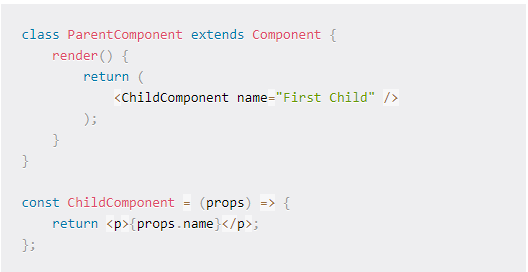 class ParentComponent extends Component {
    render() {
        return (
            <ChildComponent name="First Child" />
        );
    }
}

const ChildComponent = (props) => {
    return <p>{props.name}</p>;
};